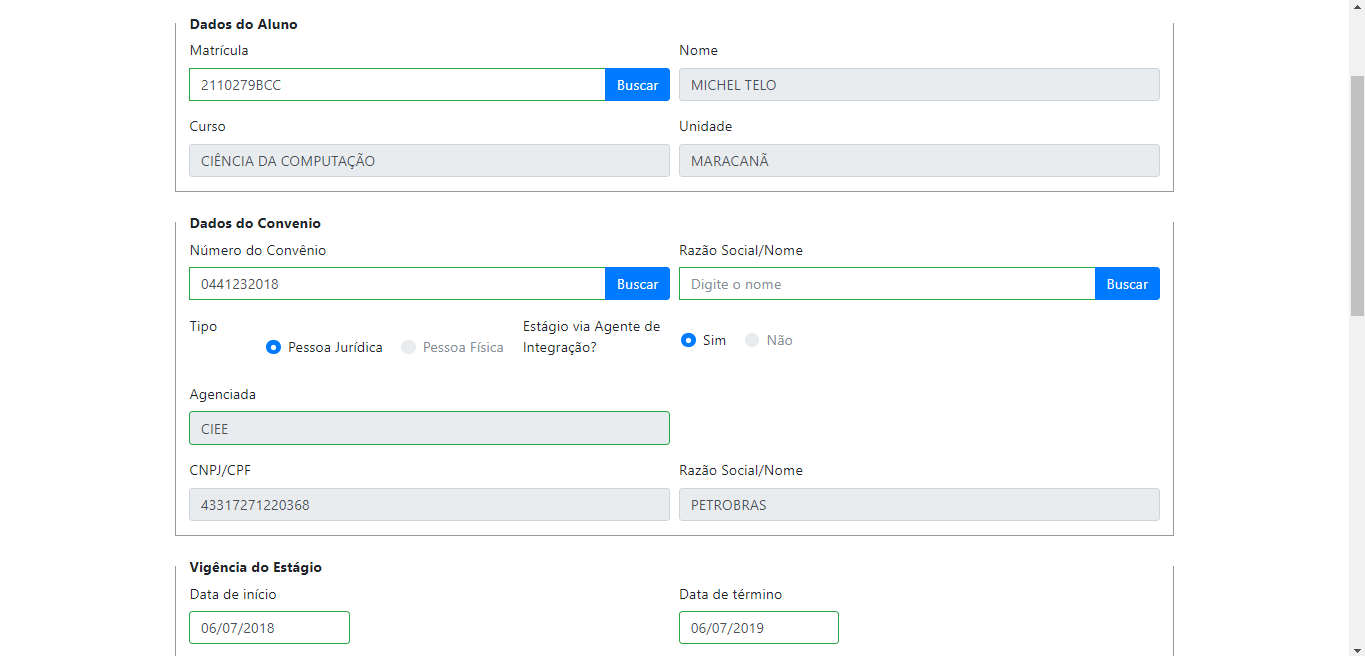 Dados do Aluno
Matrícula Nome
2110279BCC Buscar MICHEL TELO
Curso Unidade
CIÊNCIA DA COMPUTAÇÃO MARACANÃ
Dados do Convenio
Número do Convênio Razão Social/Nome
0441232018 Buscar Digite o nome Buscar
Tipo
Pessoa Jurídica Pessoa Física
Estágio via Agente de
Integração?
Sim Não
Agenciada
CIEE
CNPJ/CPF Razão Social/Nome
43317271220368 PETROBRAS
Vigência do Estágio
Data de início Data de término
06/07/2018 06/07/2019